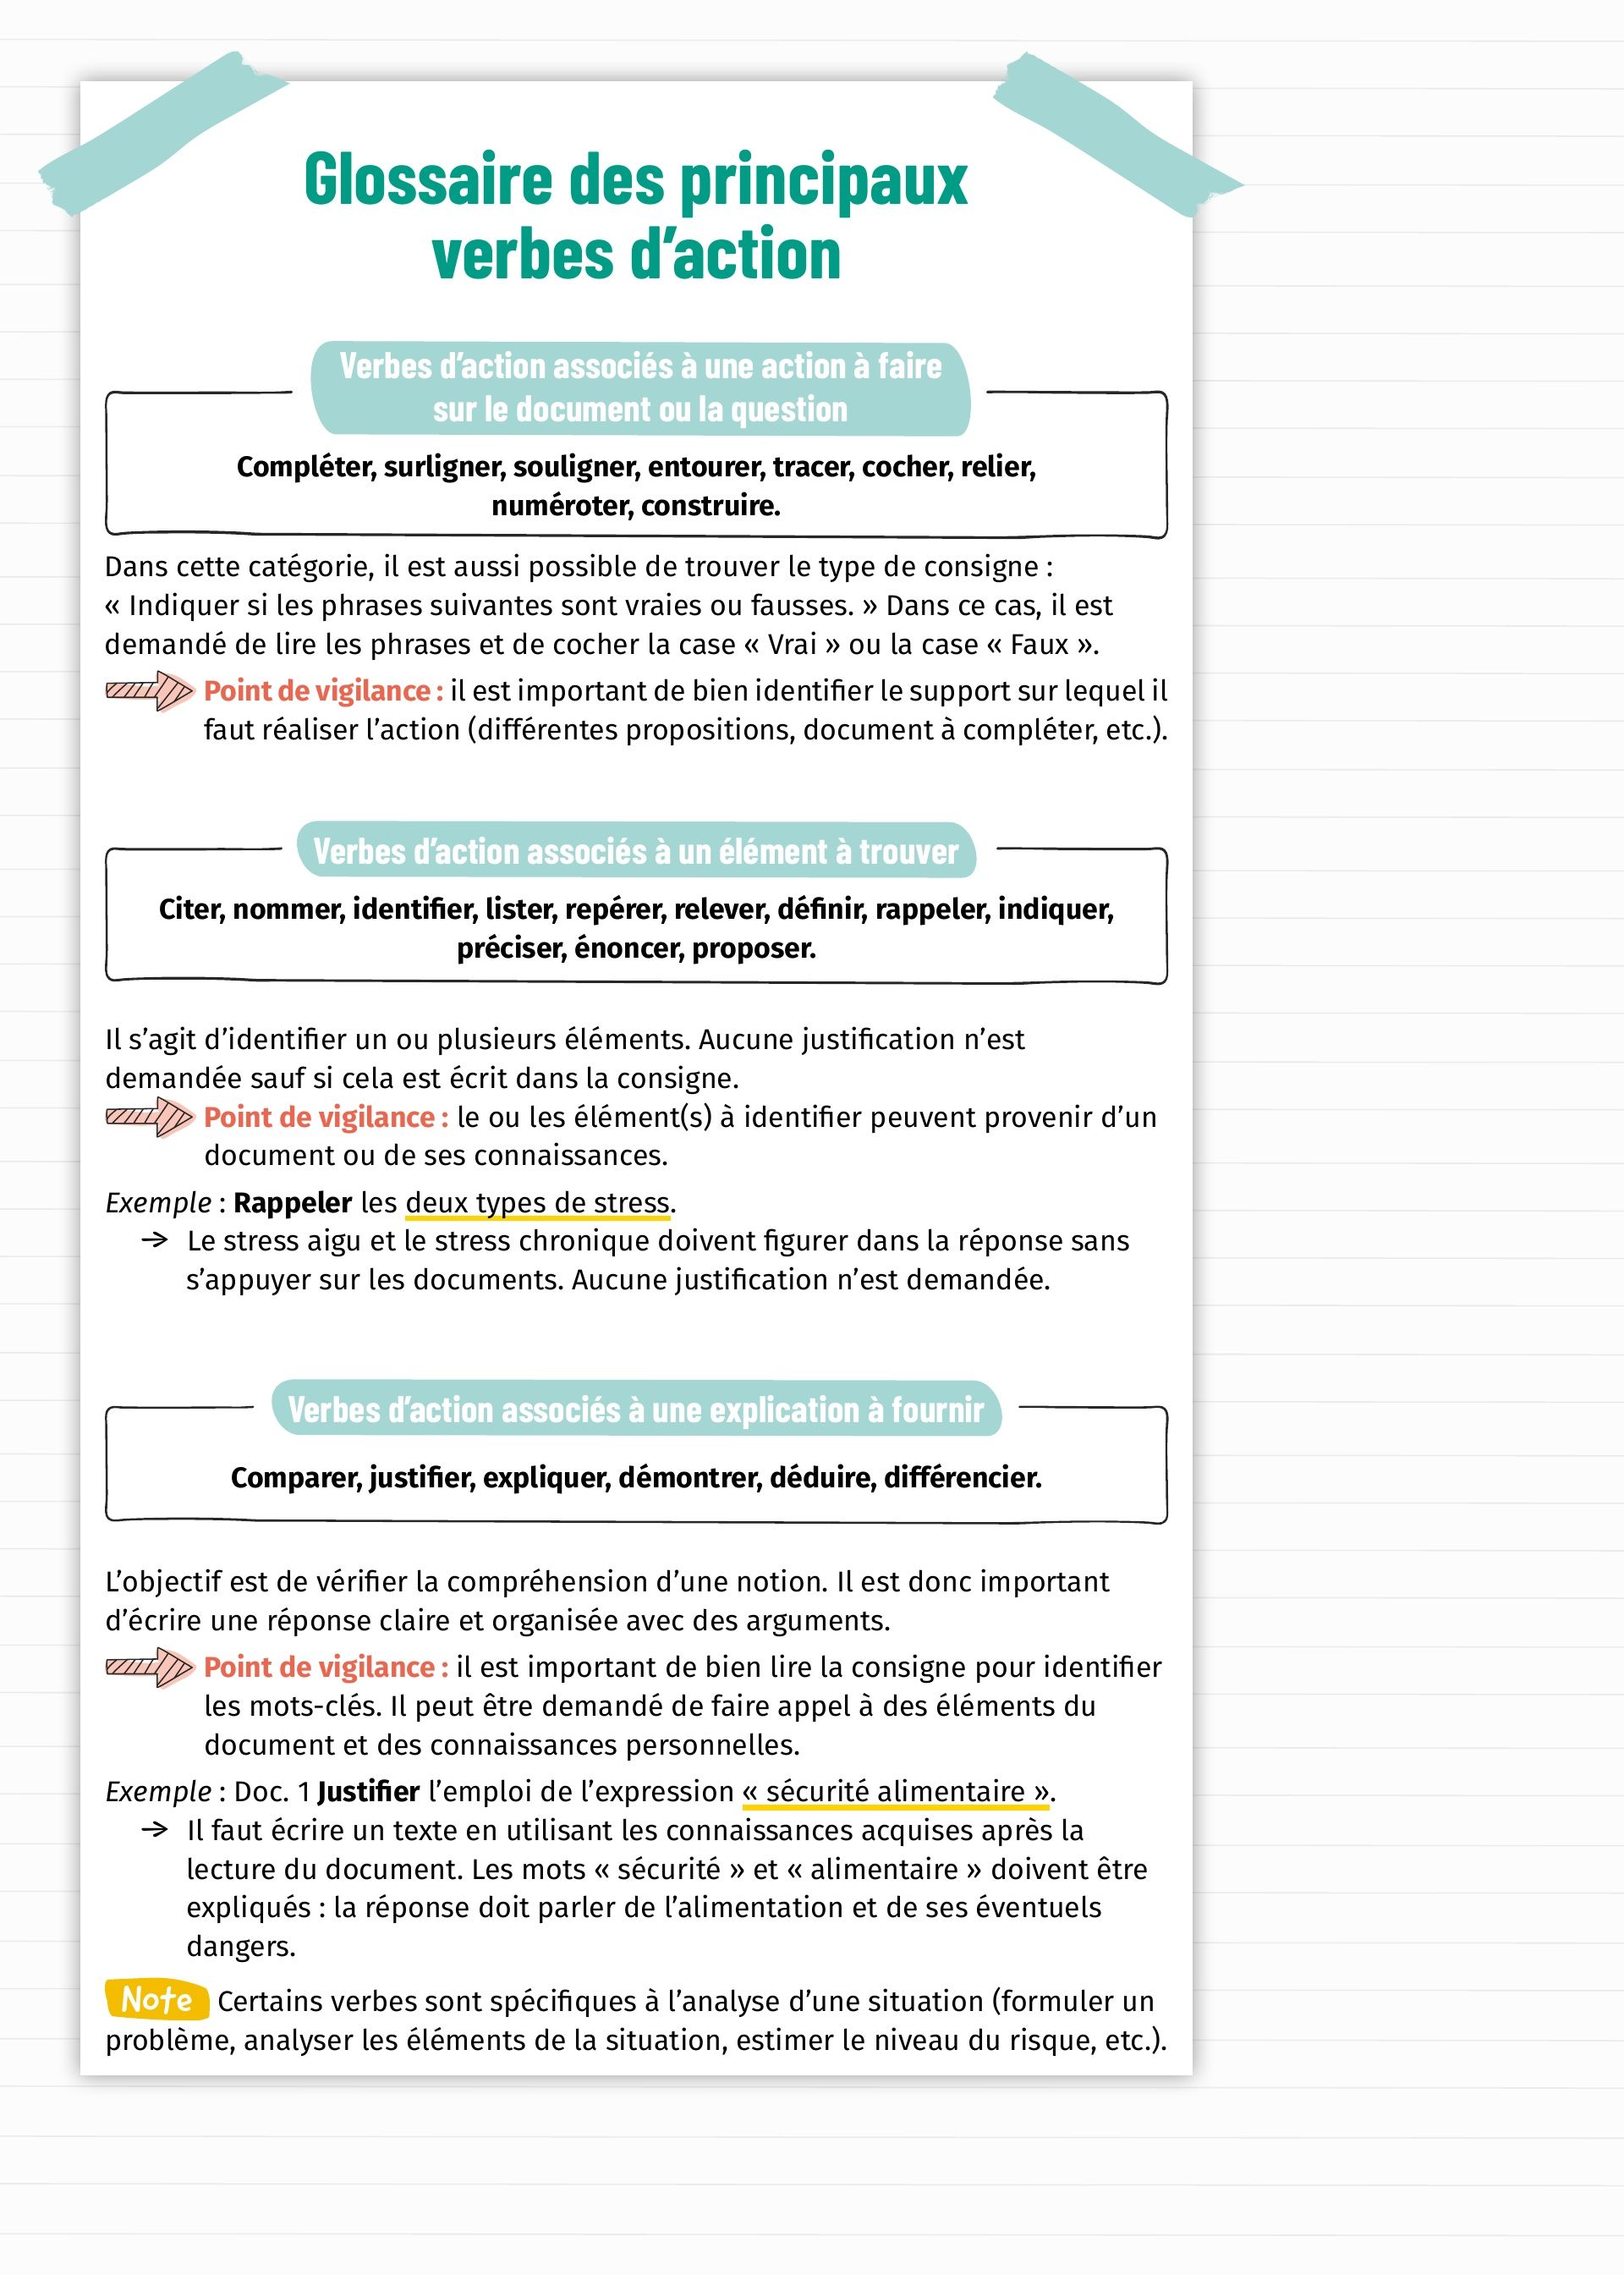 Glossaire des principaux
verbes d’action
Verbes d’action associés à une action à faire
sur le document ou la question
Compléter, surligner, souligner, entourer, tracer, cocher, relier,
numéroter, construire.
Dans cette catégorie, il est aussi possible de trouver le type de consigne :
« Indiquer si les phrases suivantes sont vraies ou fausses. » Dans ce cas, il est
demandé de lire les phrases et de cocher la case « Vrai » ou la case « Faux ».
Point de vigilance : il est important de bien identifier le support sur lequel il
faut réaliser l’action (différentes propositions, document à compléter, etc.).
Verbes d’action associés à un élément à trouver
Citer, nommer, identifier, lister, repérer, relever, définir, rappeler, indiquer,
préciser, énoncer, proposer.
Il s’agit d’identifier un ou plusieurs éléments. Aucune justification n’est
demandée sauf si cela est écrit dans la consigne.
Point de vigilance : le ou les élément(s) à identifier peuvent provenir d’un
document ou de ses connaissances.
Exemple : Rappeler les deux types de stress.
→ Le stress aigu et le stress chronique doivent figurer dans la réponse sans
s’appuyer sur les documents. Aucune justification n’est demandée.
Verbes d’action associés à une explication à fournir
Comparer, justifier, expliquer, démontrer, déduire, différencier.
L’objectif est de vérifier la compréhension d’une notion. Il est donc important
d’écrire une réponse claire et organisée avec des arguments.
Point de vigilance : il est important de bien lire la consigne pour identifier
les mots-clés. Il peut être demandé de faire appel à des éléments du
document et des connaissances personnelles.
Exemple : Doc. 1 Justifier l’emploi de l’expression « sécurité alimentaire ».
→ Il faut écrire un texte en utilisant les connaissances acquises après la
lecture du document. Les mots « sécurité » et « alimentaire » doivent être
expliqués : la réponse doit parler de l’alimentation et de ses éventuels
dangers.
Note Certains verbes sont spécifiques à l’analyse d’une situation (formuler un
problème, analyser les éléments de la situation, estimer le niveau du risque, etc.).